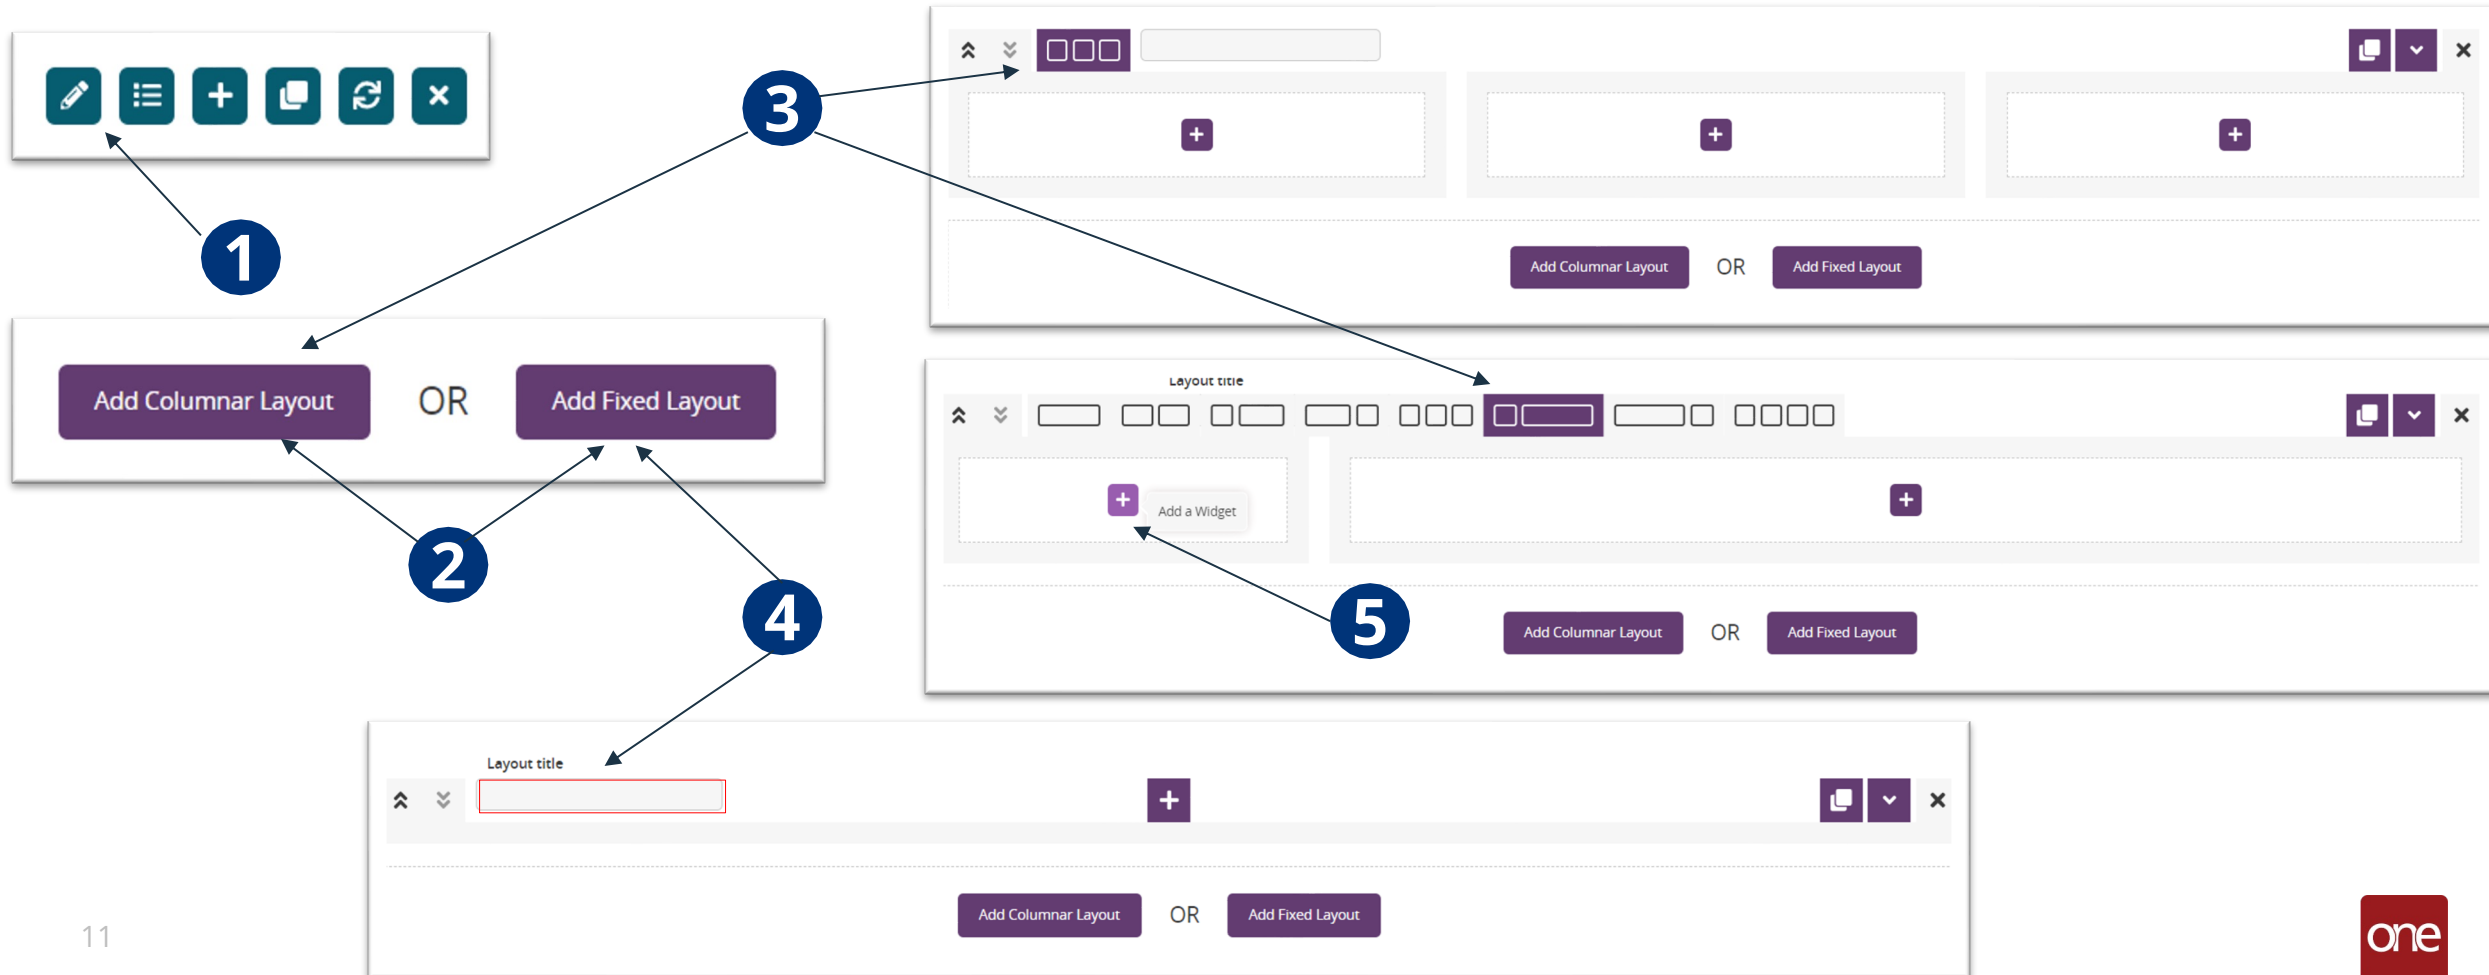 1
Add Columnar Layout OR Add Fixed Layout
2
3
4
5
Add Columnar Layout OR Add Fixed Layout
Layout title
Add a Widget
Add Columnar Layout OR Add Fixed Layout
Layout title
Add Columnar Layout OR Add Fixed Layout
11
one